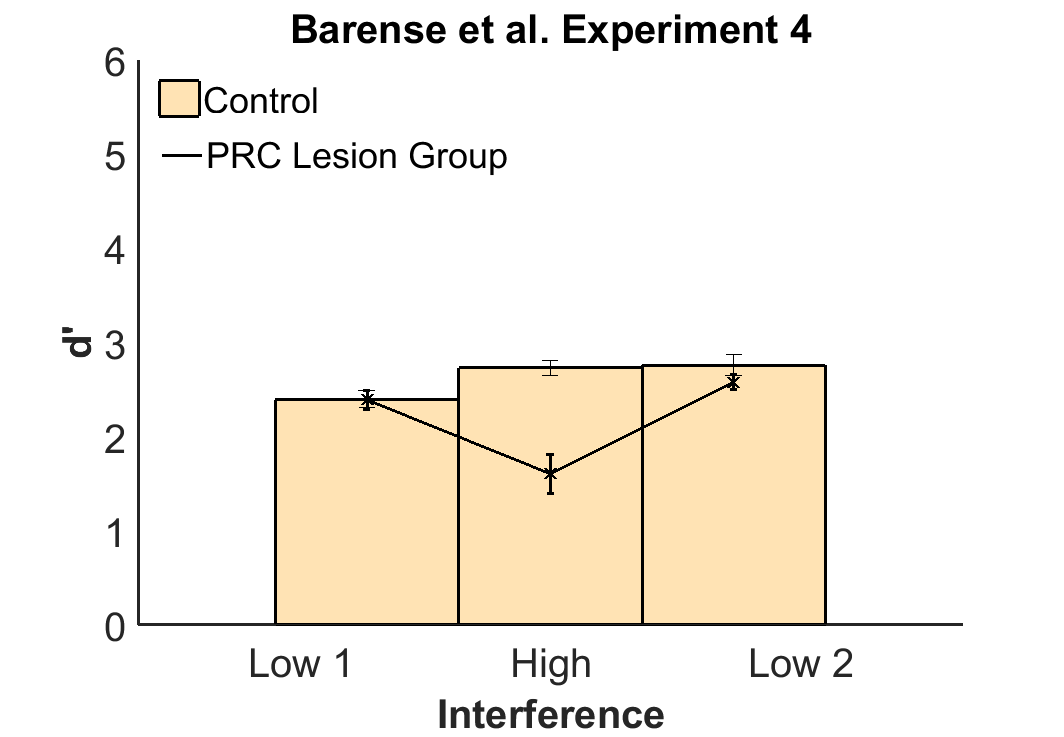 Barense et al. Experiment 4
6
5
4
3
2
1
0
d'
Control
PRC Lesion Group
Low 1
High
Low 2
Interference